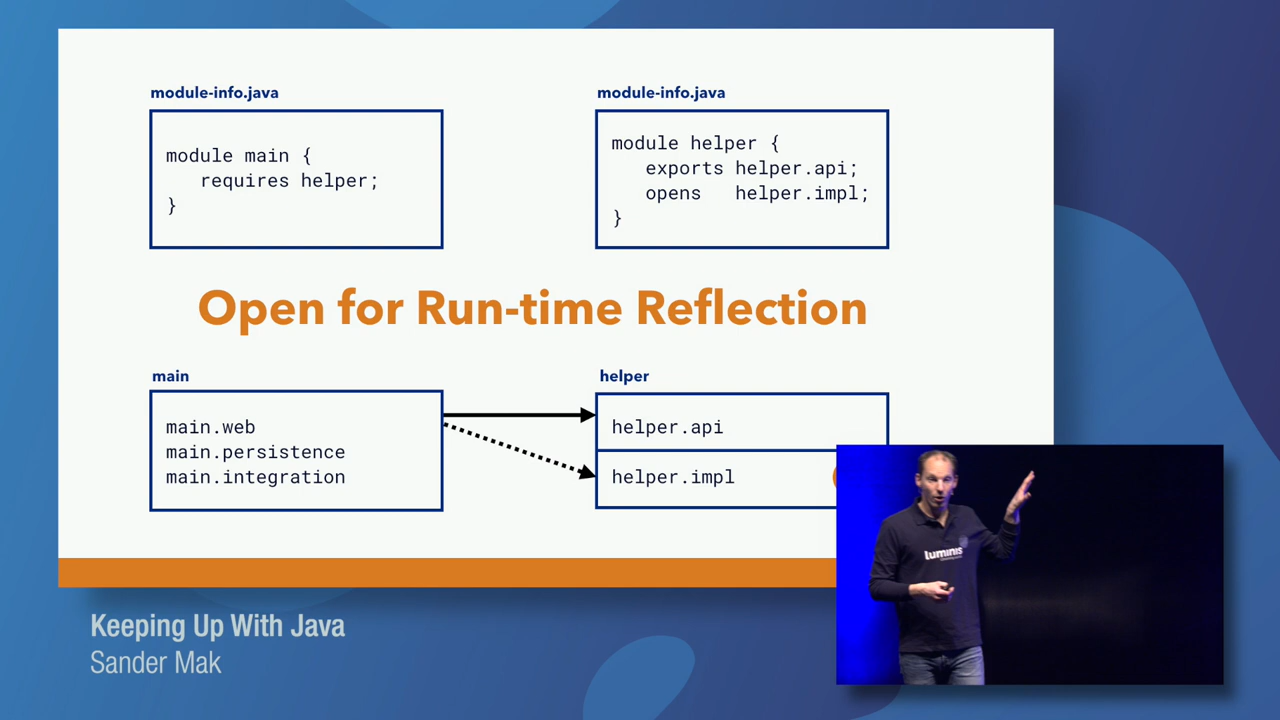 module-info.java
module main {
requires helper;
}
module-info.java
module helper {
exports helper.api;
opens helper.impl;
}
Open for Run-time Reflection
main
main.web
main.persistence
main.integration
helper
helper.api
helper.impl
luminis
Keeping Up With Java
Sander Mak